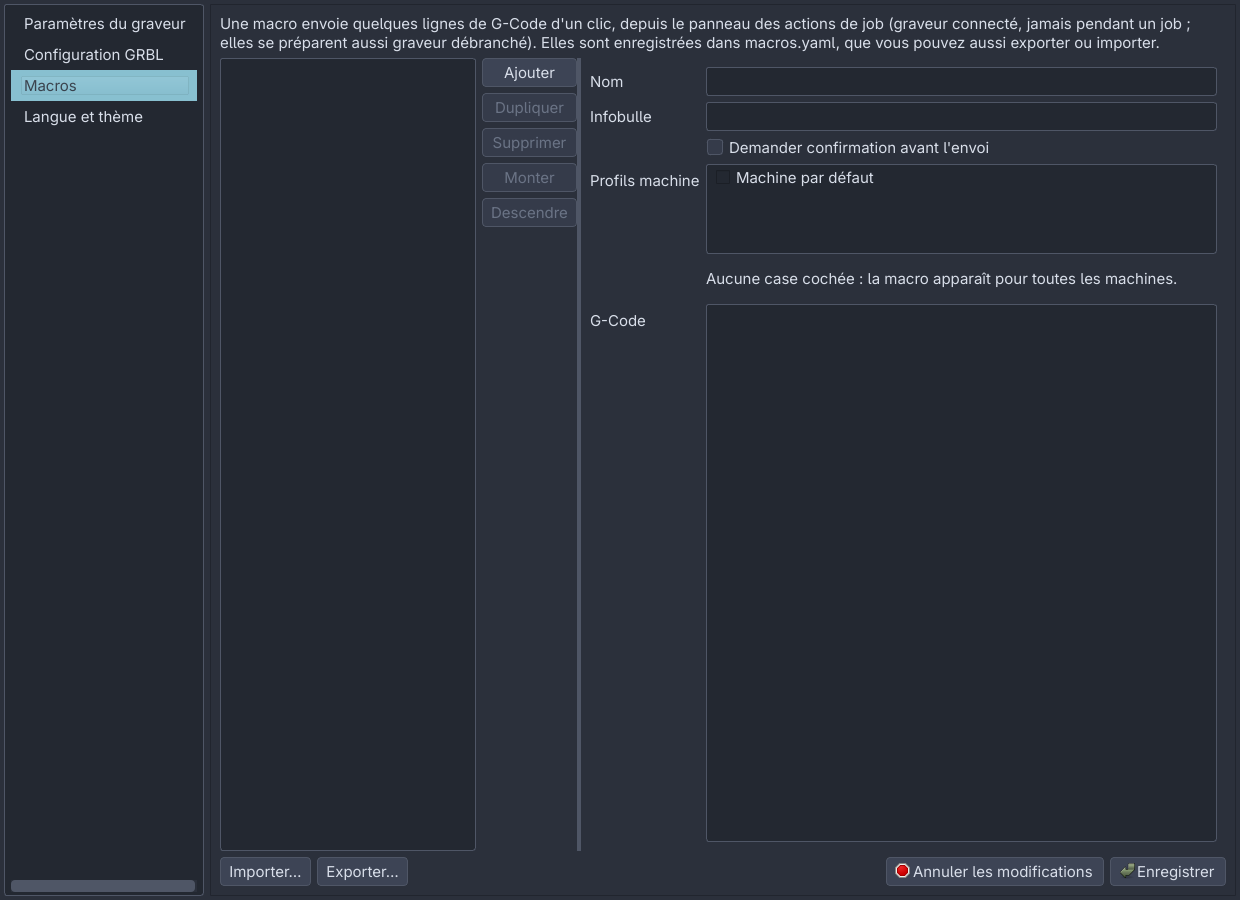 Paramètres du graveur
Configuration GRBL
Macros
Langue et thème
Une macro envoie quelques lignes de G-Code d'un clic, depuis le panneau des actions de job (graveur connecté, jamais pendant un job ;
elles se préparent aussi graveur débranché). Elles sont enregistrées dans macros.yaml, que vous pouvez aussi exporter ou importer.
Ajouter
Dupliquer
Supprimer
Monter
Descendre
Nom
Infobulle
Demander confirmation avant l'envoi
Profils machine
Machine par défaut
Aucune case cochée : la macro apparaît pour toutes les machines.
G-Code
Importer...
Exporter...
Annuler les modifications
Enregistrer